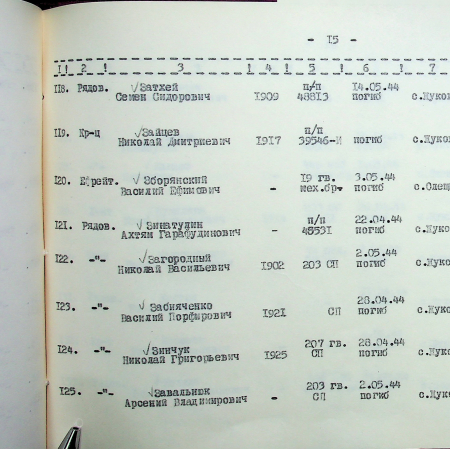 - 15 -
1! 2 ! 3 ! 4 ! 5 ! 6 ! 7
118. Рядов. √Затхей п/п 14.05.44
Семен Сидорович 1909 48813 погиб с.Жуко
119. Кр-ц √Зайцев п/п
Николай Дмитриевич 1917 39546-И погиб с.Жуко
120. Ефрейт. √Зборянский 19 гв. 3.05.44
Василий Ефимович - мех.бр- погиб с.Олещ
121. Рядов. √Зинатудин п/п 22.04.44
Ахтям Гарафудинович - 48531 погиб с.Жуко
122. -"- √Загородный 2.05.44
Николай Васильевич 1902 203 СП погиб с.Жуко
123. -"- √Забияченко 28.04.44
Василий Порфирович 1921 СП погиб с.Жуко
124. -"- √Зинчук 207 гв. 28.04.44
Николай Григорьевич 1925 СП погиб с.Жуко
125. -"- √Завальнюк 203 гв. 2.05.44
Арсений Владимирович - СП погиб с.Жуко